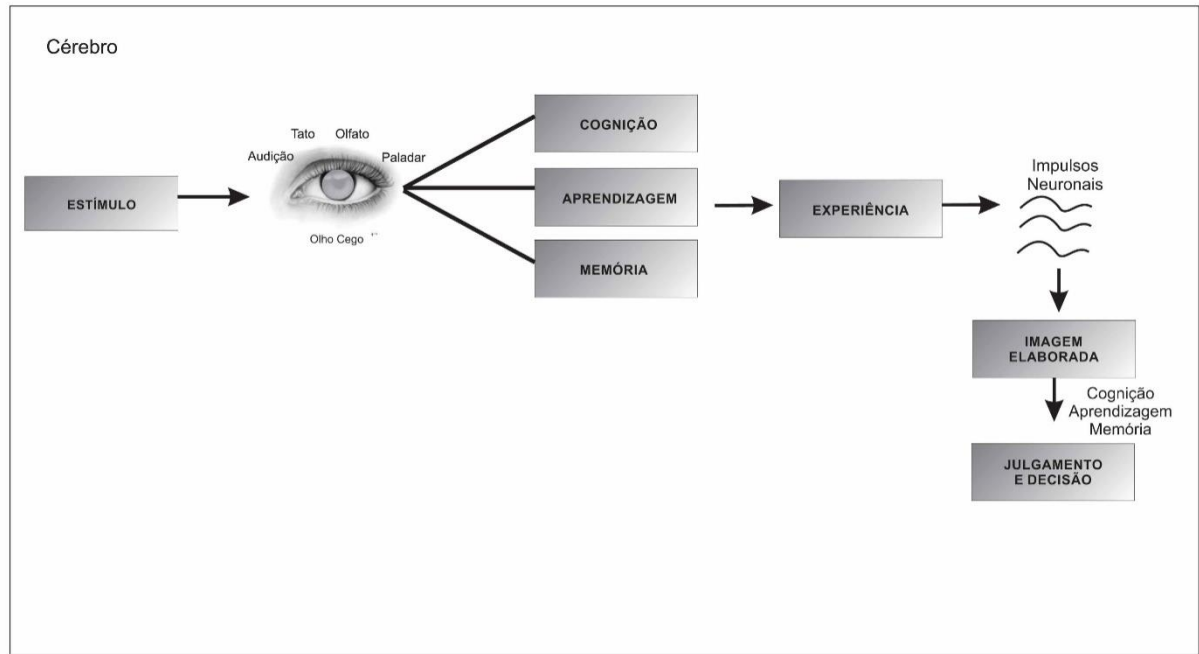 Cérebro
Tato Olfato
Audição Paladar
ESTÍMULO
Olho Cego
COGNIÇÃO
APRENDIZAGEM
MEMÓRIA
EXPERIÊNCIA
Impulsos
Neuronais
IMAGEM
ELABORADA
Cognição
Aprendizagem
Memória
JULGAMENTO
E DECISÃO